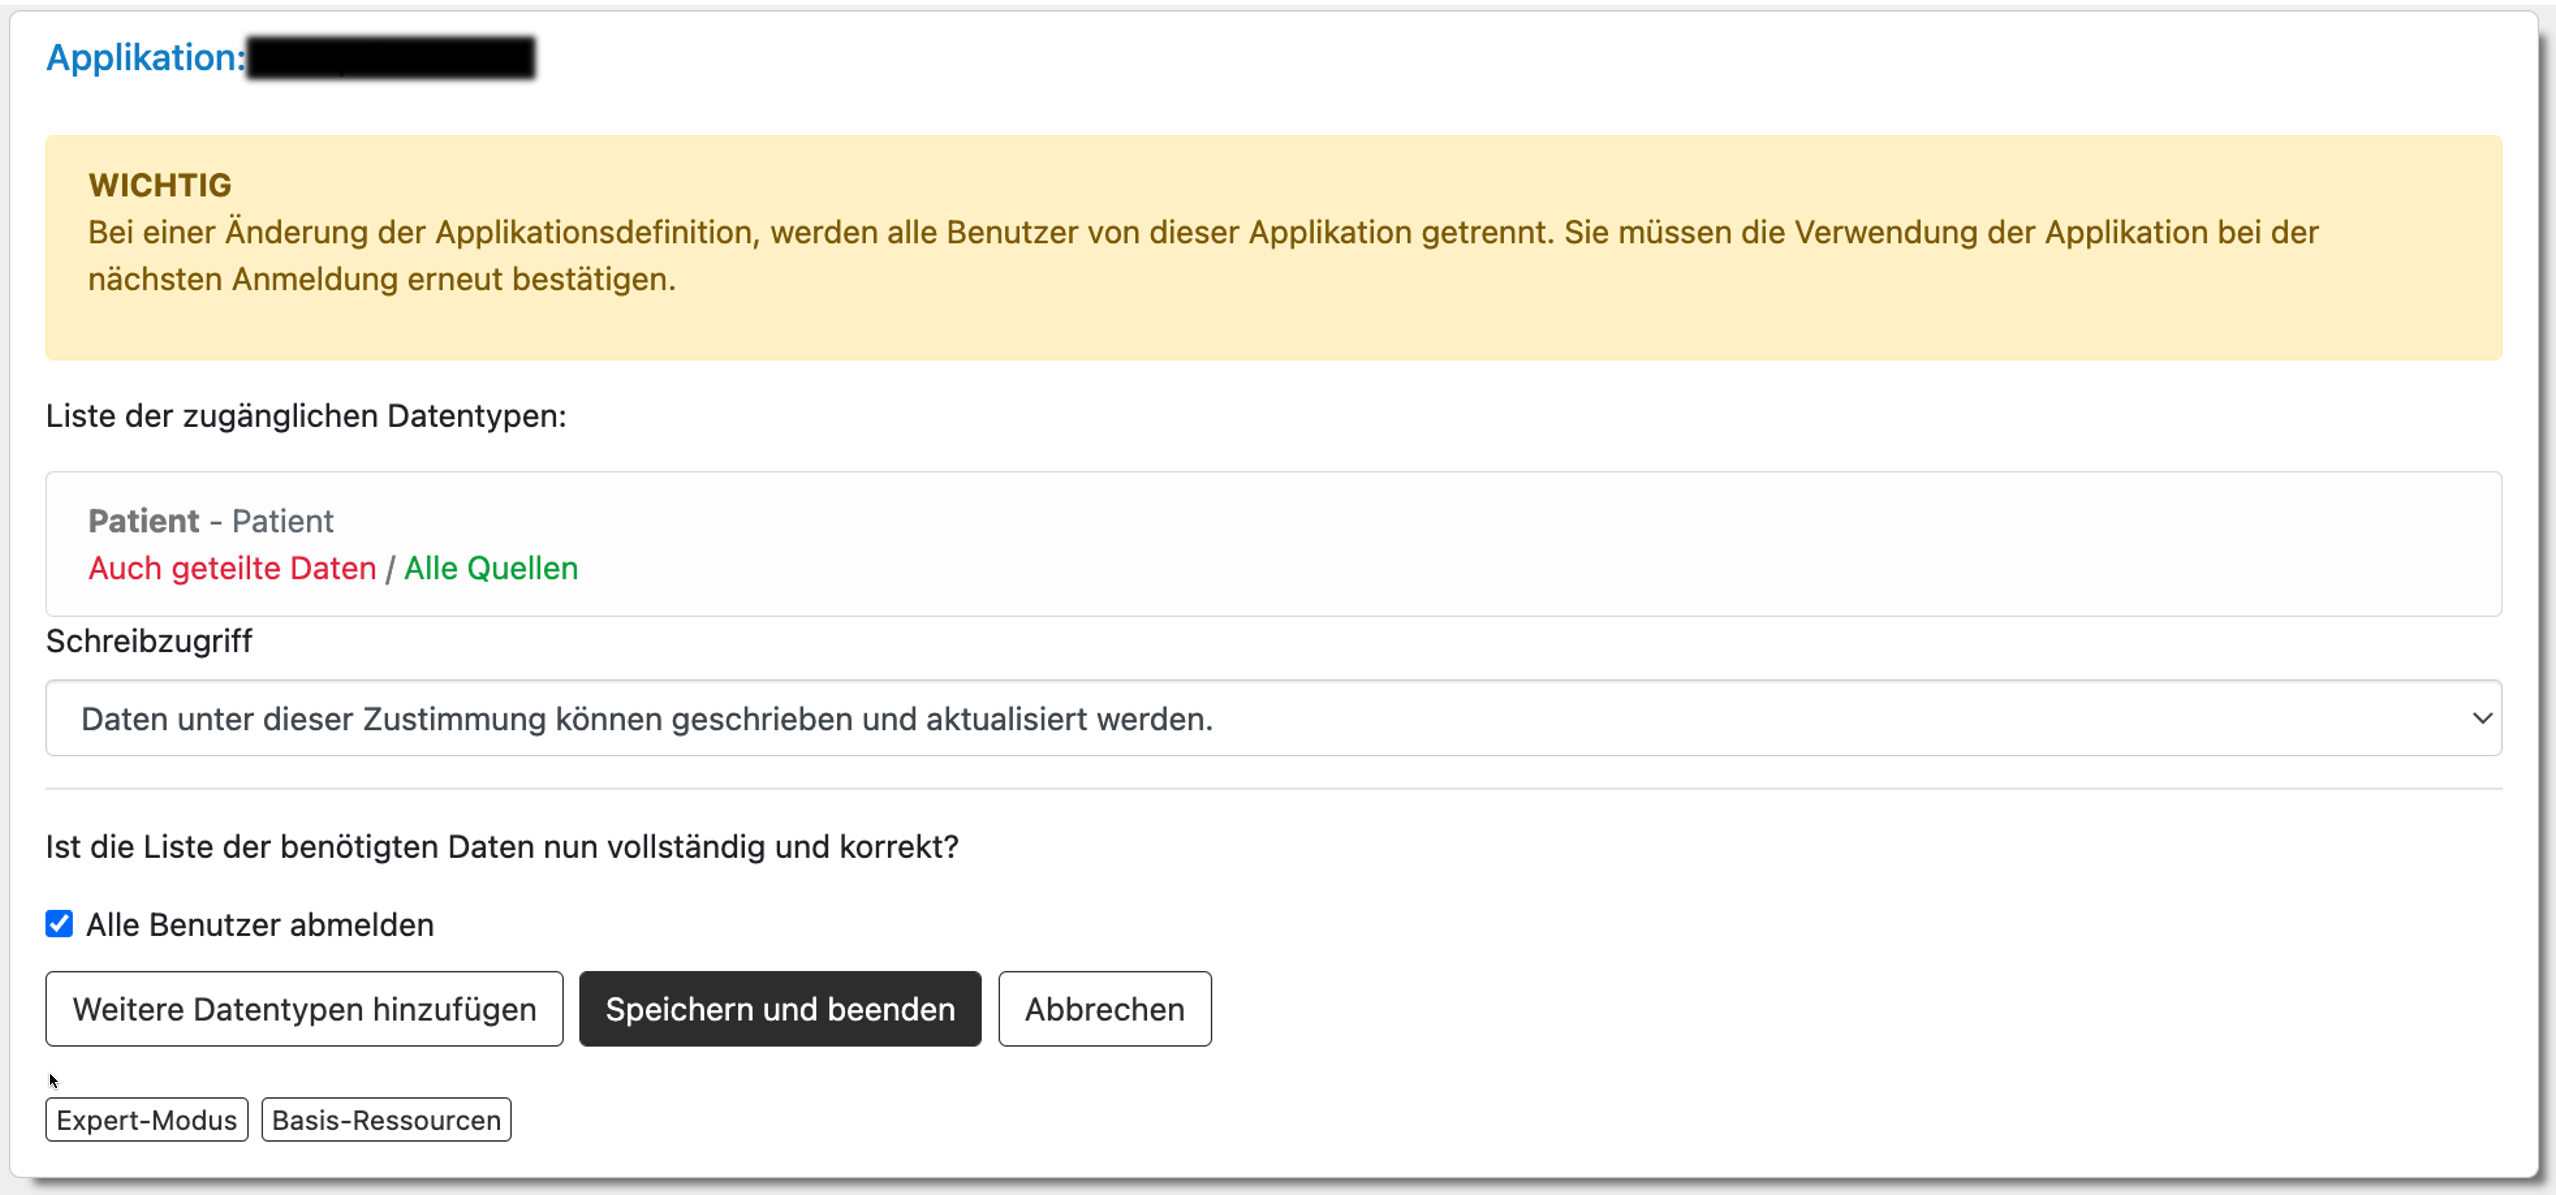 Applikation:
WICHTIG
Bei einer Änderung der Applikationsdefinition, werden alle Benutzer von dieser Applikation getrennt. Sie müssen die Verwendung der Applikation bei der
nächsten Anmeldung erneut bestätigen.
Liste der zugänglichen Datentypen:
Patient - Patient
Auch geteilte Daten / Alle Quellen
Schreibzugriff
Daten unter dieser Zustimmung können geschrieben und aktualisiert werden.
Ist die Liste der benötigten Daten nun vollständig und korrekt?
Alle Benutzer abmelden
Weitere Datentypen hinzufügen Speichern und beenden Abbrechen
Expert-Modus Basis-Ressourcen